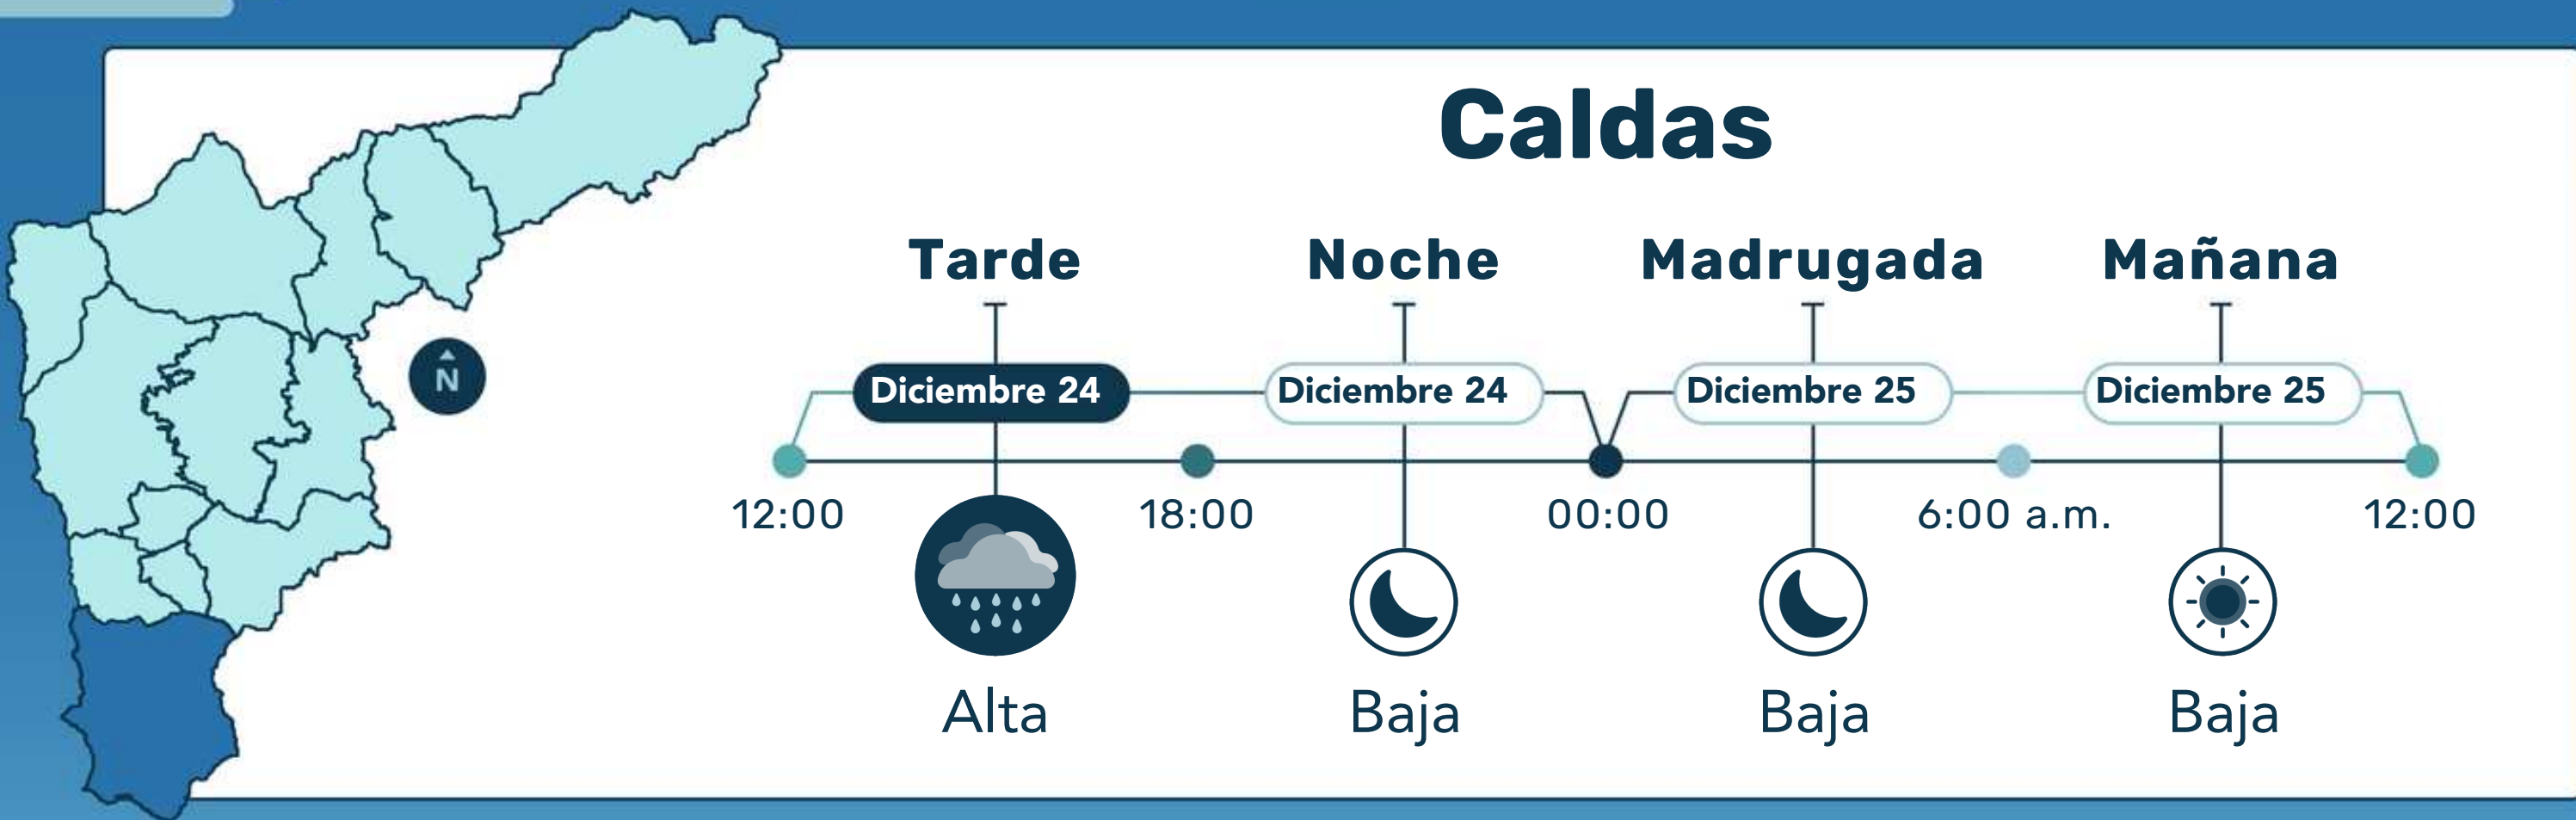 Caldas
Tarde Noche Madrugada Mañana
Diciembre 24 Diciembre 24 Diciembre 25 Diciembre 25
N
12:00 18:00 00:00 6:00 a.m. 12:00
Alta Baja Baja Baja